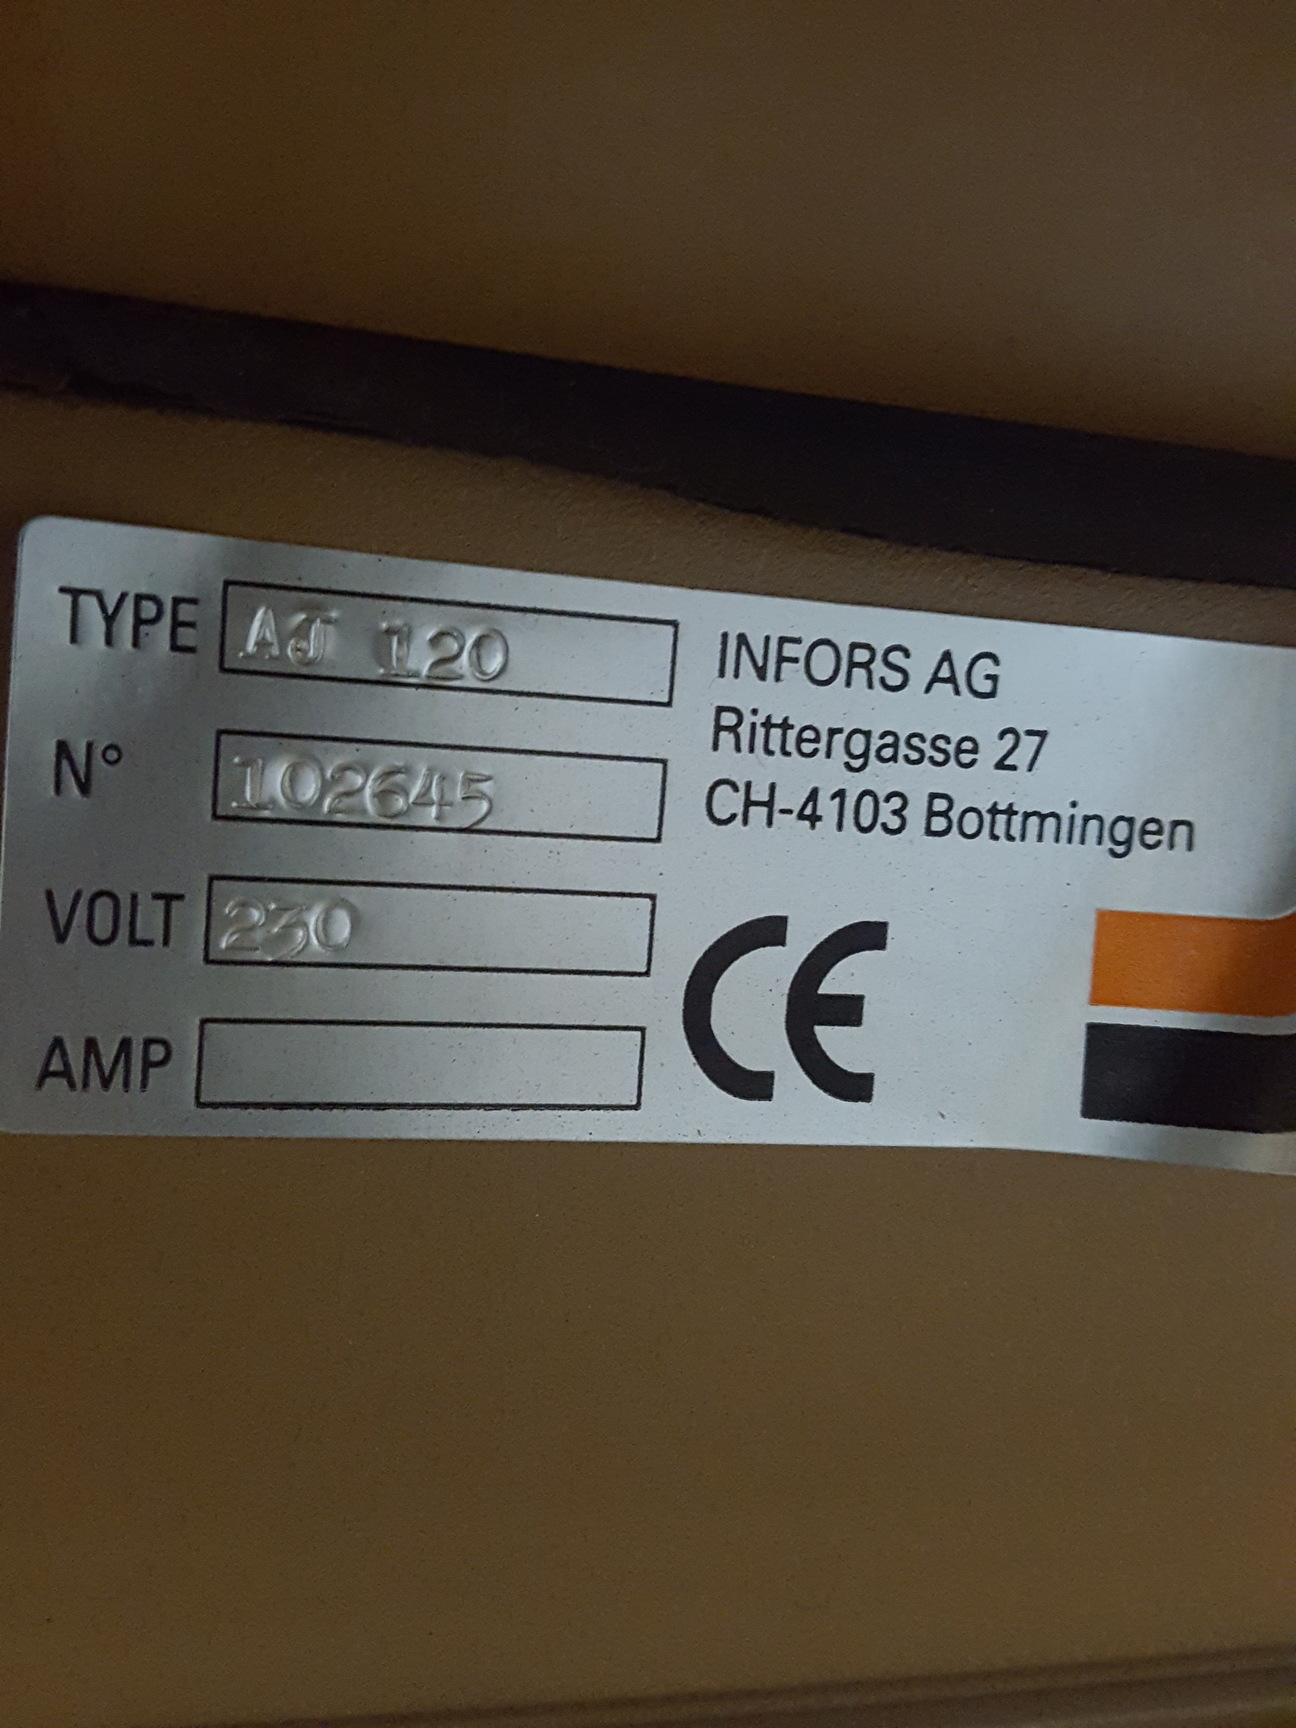 TYPE AJ 120
N° 102645
VOLT 230
AMP
INFORS AG
Rittergasse 27
CH-4103 Bottmingen
CE